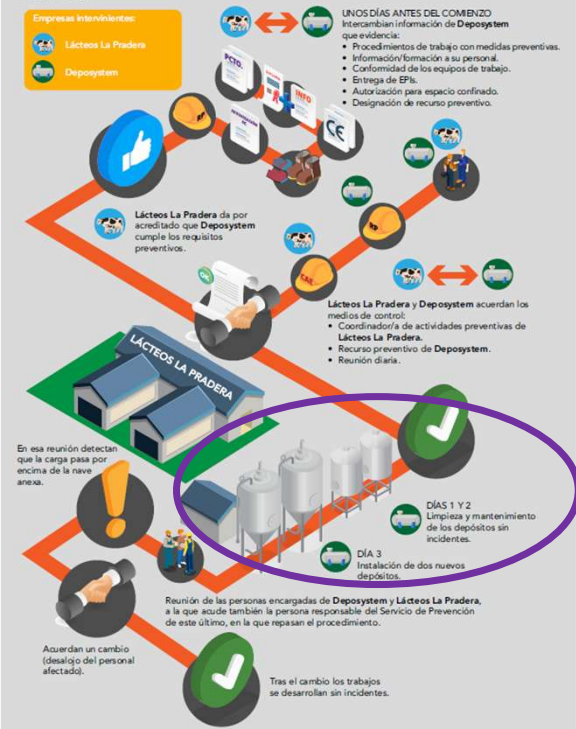 Empresas intervinientes:
Lácteos La Pradera
Deposystem
UNOS DÍAS ANTES DEL COMIENZO
Intercambian información de Deposystem
que evidencia:
• Procedimientos de trabajo con medidas preventivas.
• Información/formación a su personal.
• Conformidad de los equipos de trabajo.
• Entrega de EPIs.
• Autorización para espacio confinado.
• Designación de recurso preventivo.
PCTO.
INFO
CE
RP
Lácteos La Pradera da por
acreditado que Deposystem
cumple los requisitos
preventivos.
RP
CAE
OK
Lácteos La Pradera y Deposystem acuerdan los
medios de control:
• Coordinador/a de actividades preventivas de
Lácteos La Pradera.
• Recurso preventivo de Deposystem.
• Reunión diaria.
LÁCTEOS LA PRADERA
En esa reunión detectan
que la carga pasa por
encima de la nave
anexa.
DÍAS 1 Y 2
Limpieza y mantenimiento
de los depósitos sin
incidentes.
DÍA 3
Instalación de dos nuevos
depósitos.
Reunión de las personas encargadas de Deposystem y Lácteos La Pradera,
a la que acude también la persona responsable del Servicio de Prevención
de este último, en la que repasan el procedimiento.
Acuerdan un cambio
(desalojo del personal
afectado).
Tras el cambio los trabajos
se desarrollan sin incidentes.